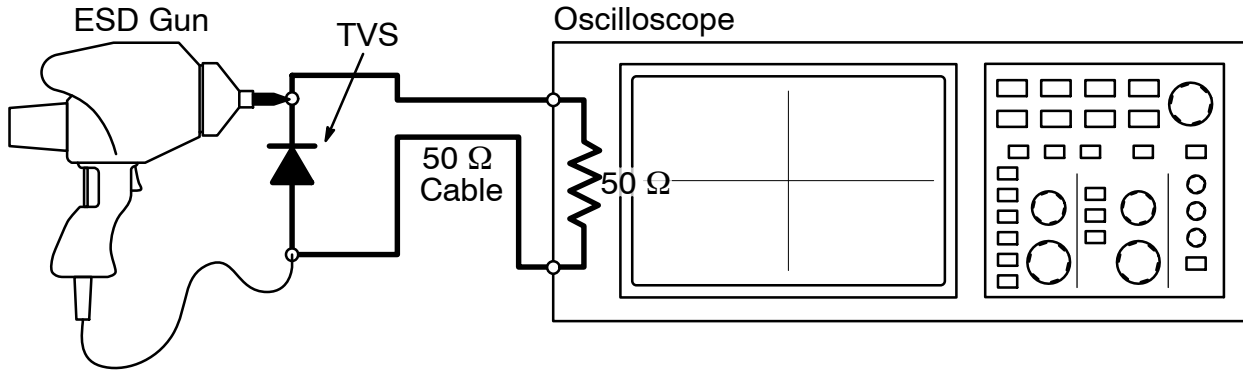 ESD Gun
TVS
Oscilloscope
50 Ω
Cable
50 Ω